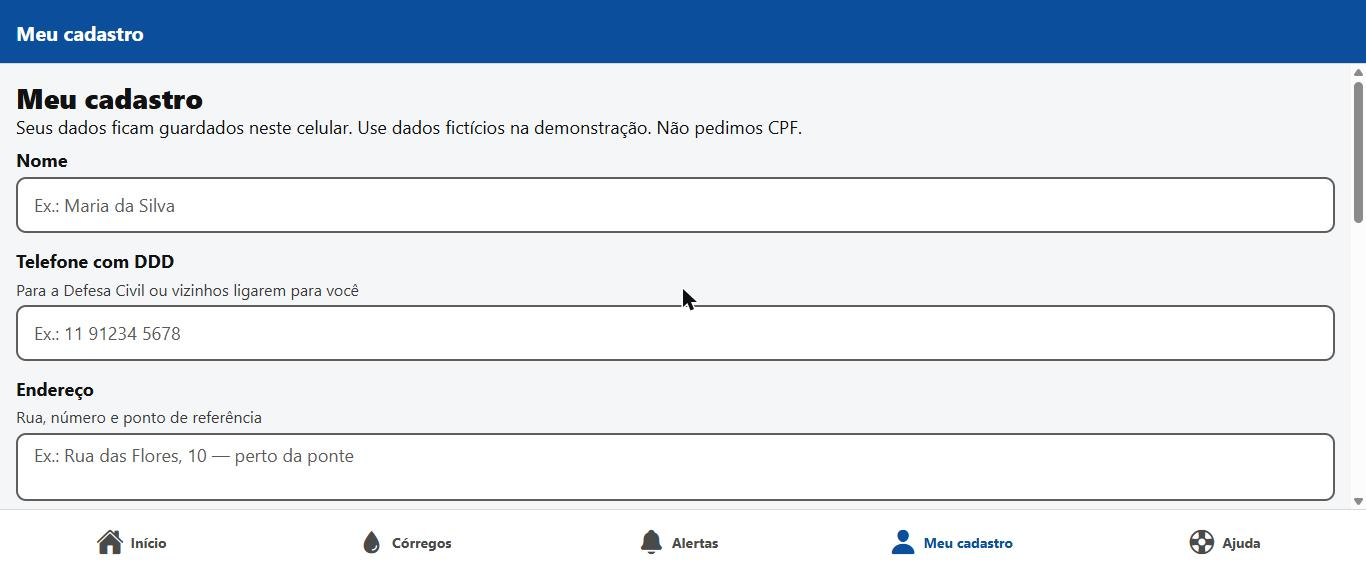 Meu cadastro
Meu cadastro
Seus dados ficam guardados neste celular. Use dados fictícios na demonstração. Não pedimos CPF.
Nome
Ex.: Maria da Silva
Telefone com DDD
Para a Defesa Civil ou vizinhos ligarem para você
Ex.: 11 91234 5678
Endereço
Rua, número e ponto de referência
Ex.: Rua das Flores, 10 — perto da ponte
Início Córregos Alertas Meu cadastro Ajuda